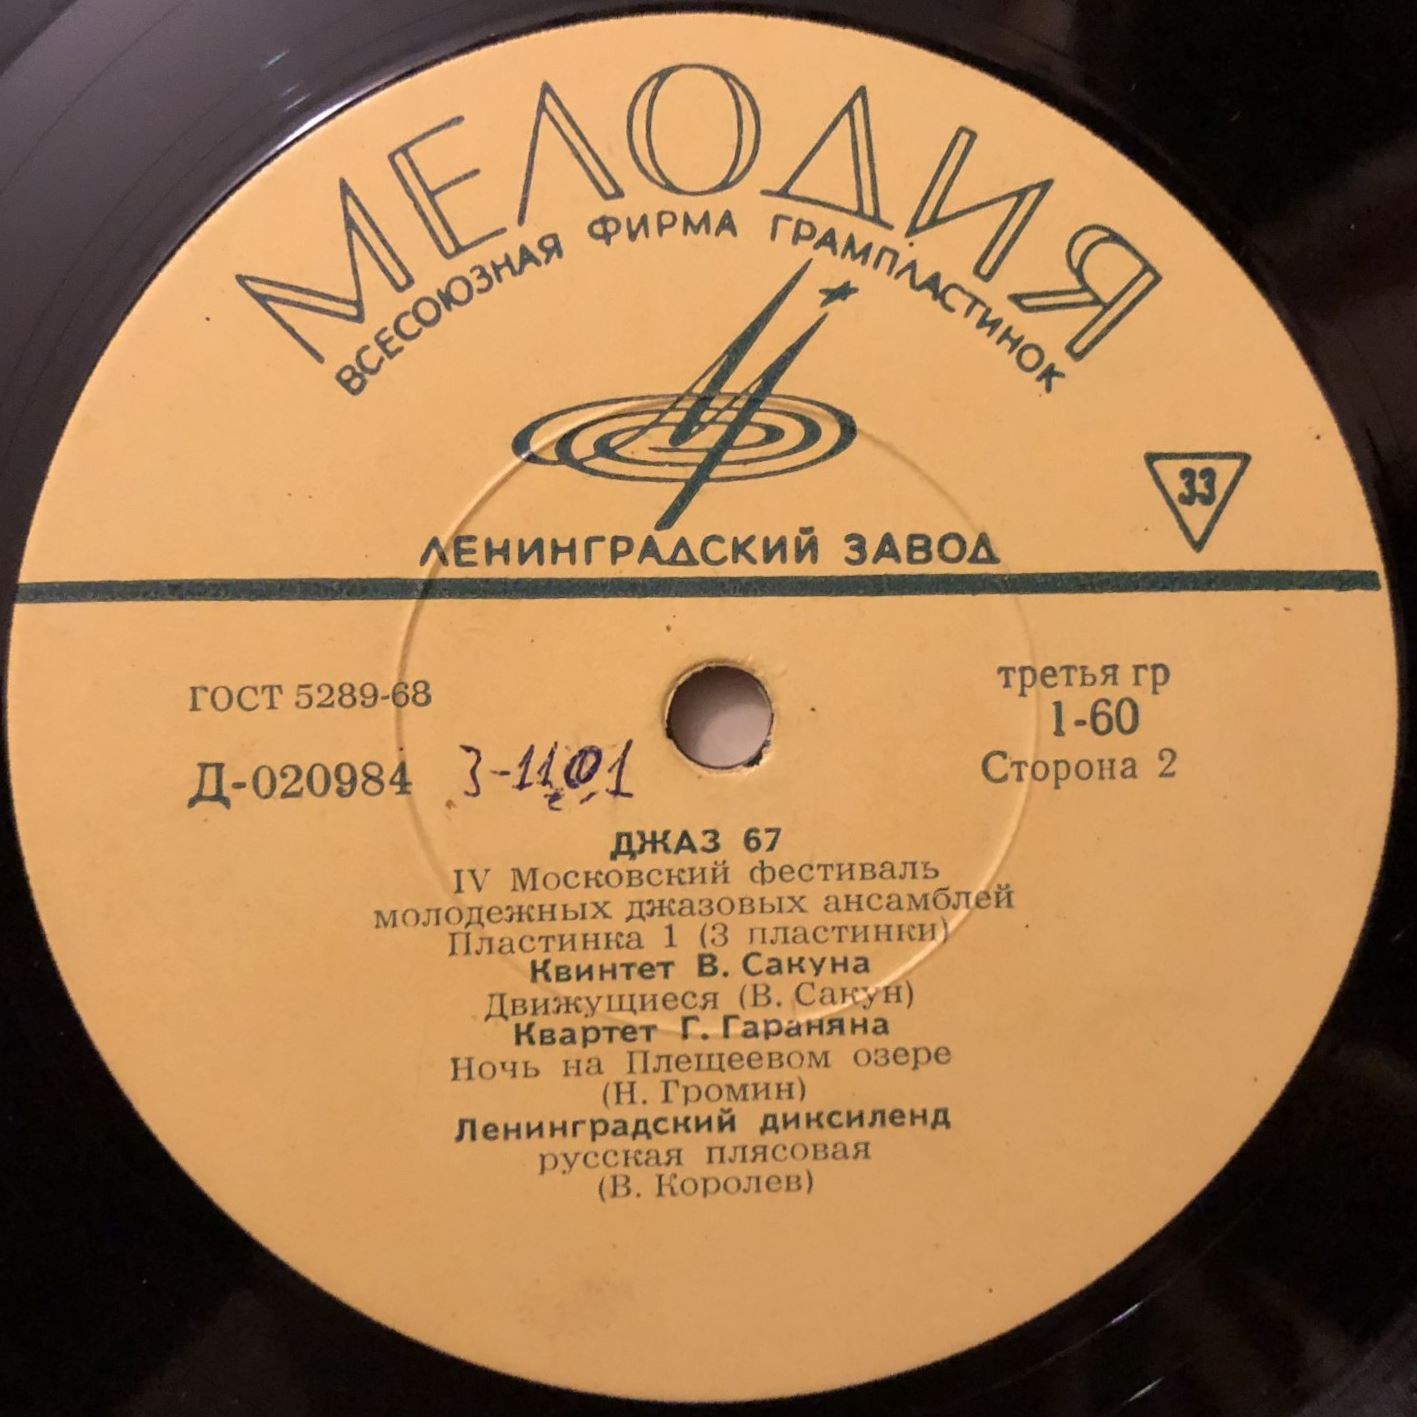 МЕЛОДИЯ
ВСЕСОЮЗНАЯ ФИРМА ГРАМПЛАСТИНОК
33
ЛЕНИНГРАДСКИЙ ЗАВОД
ГОСТ 5289-68
третья гр
1-60
Д-020984
3-1101
Сторона 2
ДЖАЗ 67
IV Московский фестиваль
молодежных джазовых ансамблей
Пластинка 1 (3 пластинки)
Квинтет В. Сакуна
Движущиеся (В. Сакун)
Квартет Г. Гараняна
Ночь на Плещеевом озере
(Н. Громин)
Ленинградский диксиленд
русская плясовая
(В. Королев)